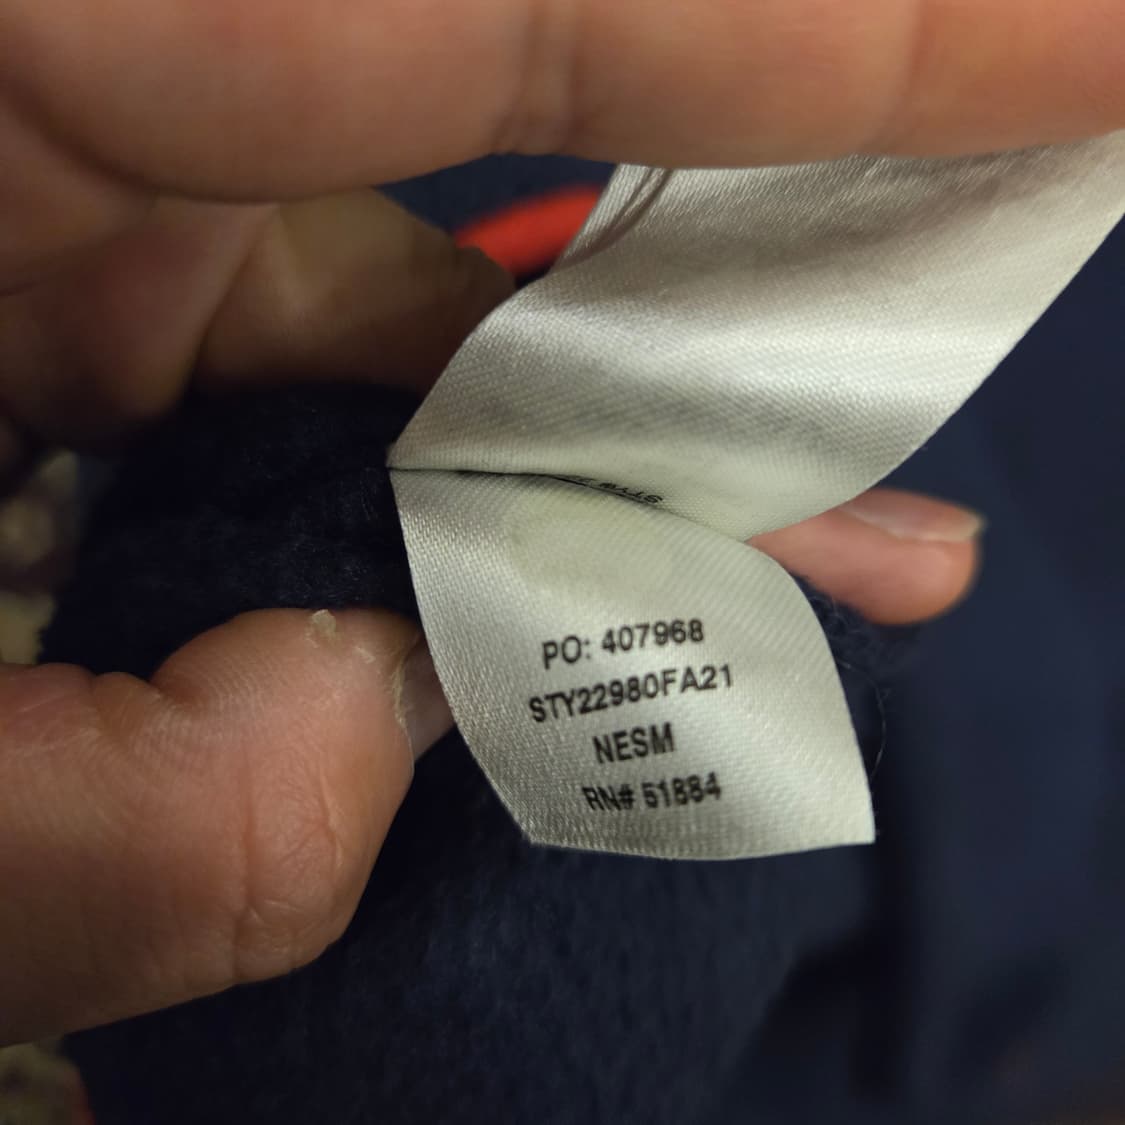 PO: 407968
STY22980FA21
NESM
RN# 51884